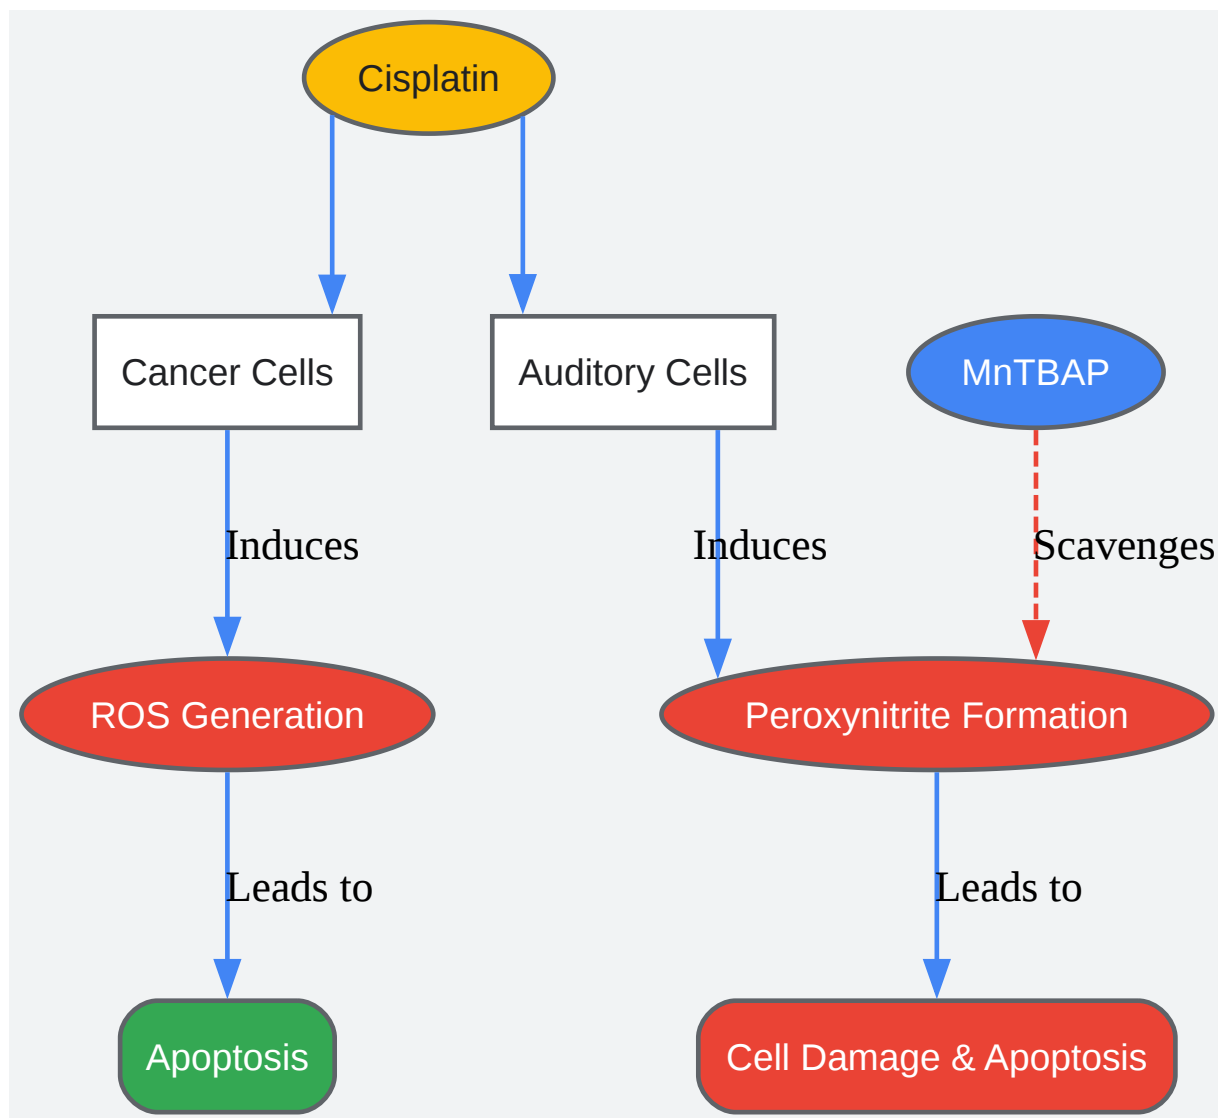 Cisplatin
Cancer Cells
Auditory Cells
MnTBAP
Induces
Induces
Scavenges
ROS Generation
Peroxynitrite Formation
Leads to
Leads to
Apoptosis
Cell Damage & Apoptosis